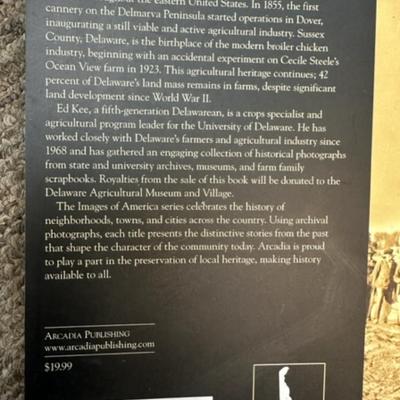 the eastern United States. In 1855, the first
cannery on the Delmarva Peninsula started operations in Dover,
inaugurating a still viable and active agricultural industry. Sussex
County, Delaware, is the birthplace of the modern broiler chicken
industry, beginning with an accidental experiment on Cecile Steele's
Ocean View farm in 1923. This agricultural heritage continues; 42
percent of Delaware's land mass remains in farms, despite significant
land development since World War II.
Ed Kee, a fifth-generation Delawarean, is a crops specialist and
agricultural program leader for the University of Delaware. He has
worked closely with Delaware's farmers and agricultural industry since
1968 and has gathered an engaging collection of historical photographs
from state and university archives, museums, and farm family
scrapbooks. Royalties from the sale of this book will be donated to the
Delaware Agricultural Museum and Village.
The Images of America series celebrates the history of
neighborhoods, towns, and cities across the country. Using archival
photographs, each title presents the distinctive stories from the past
that shape the character of the community today. Arcadia is proud
to play a part in the preservation of local heritage, making history
available to all.
ARCADIA PUBLISHING
www.arcadiapublishing.com
$19.99